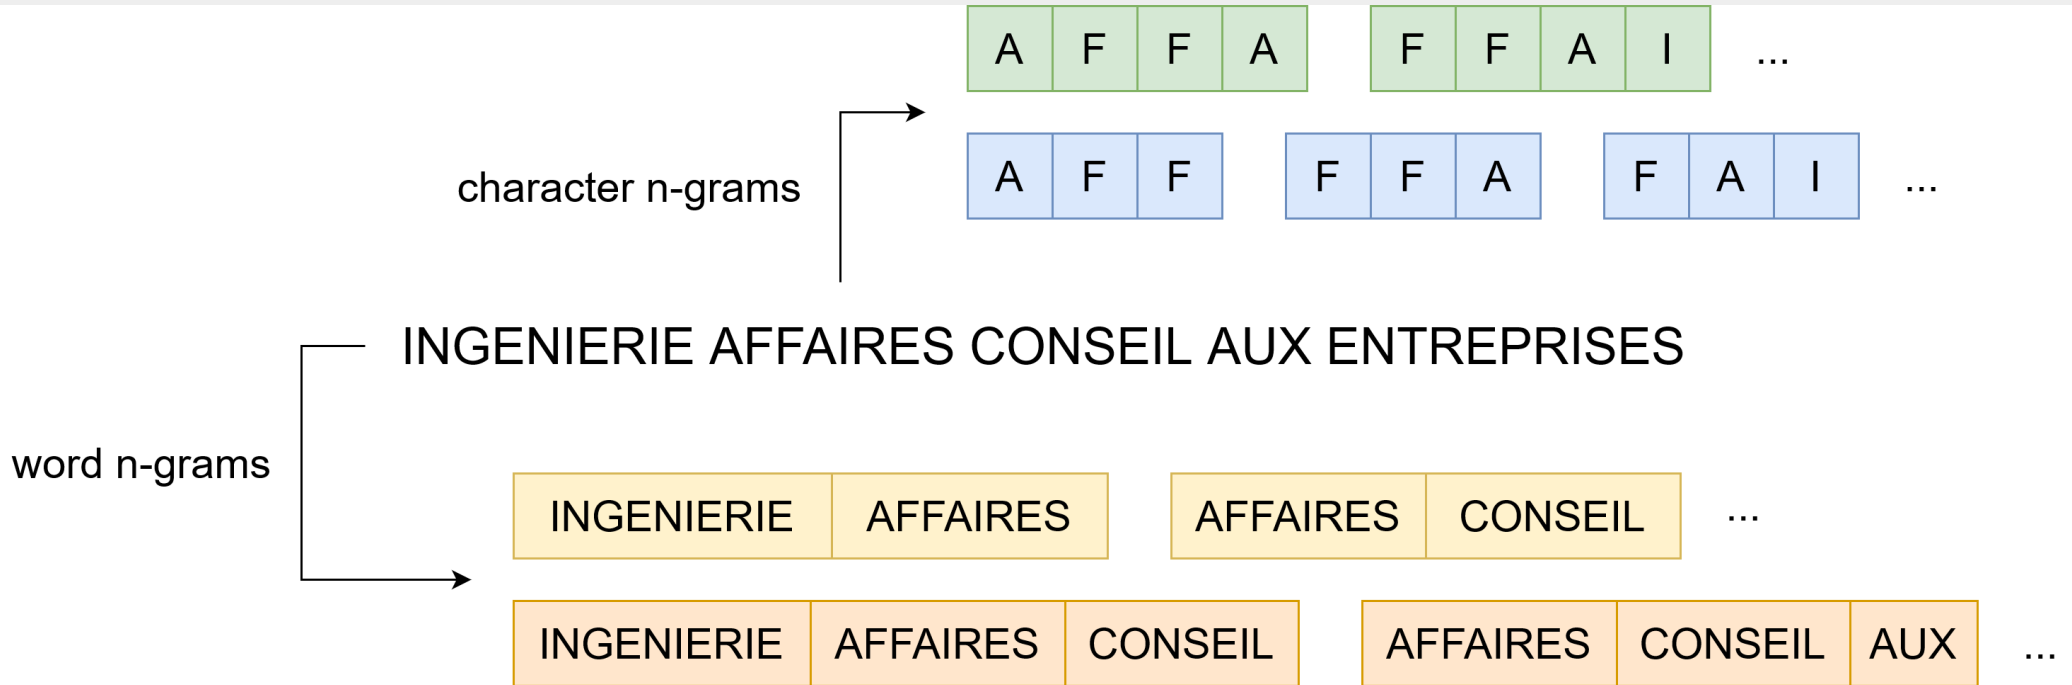 A F F A F F A I ...
A F F F F A F A I ...
character n-grams
INGENIERIE AFFAIRES CONSEIL AUX ENTREPRISES
word n-grams
INGENIERIE AFFAIRES AFFAIRES CONSEIL ...
INGENIERIE AFFAIRES CONSEIL AFFAIRES CONSEIL AUX ...